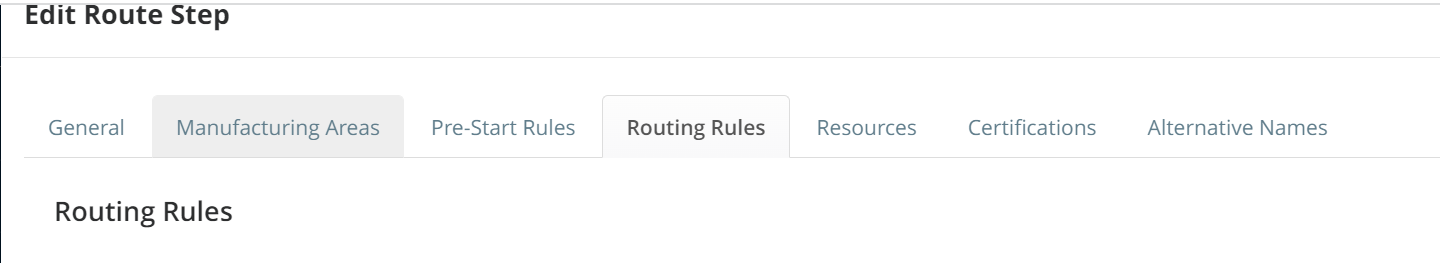 Edit Route Step
General Manufacturing Areas Pre-Start Rules Routing Rules Resources Certifications Alternative Names
Routing Rules